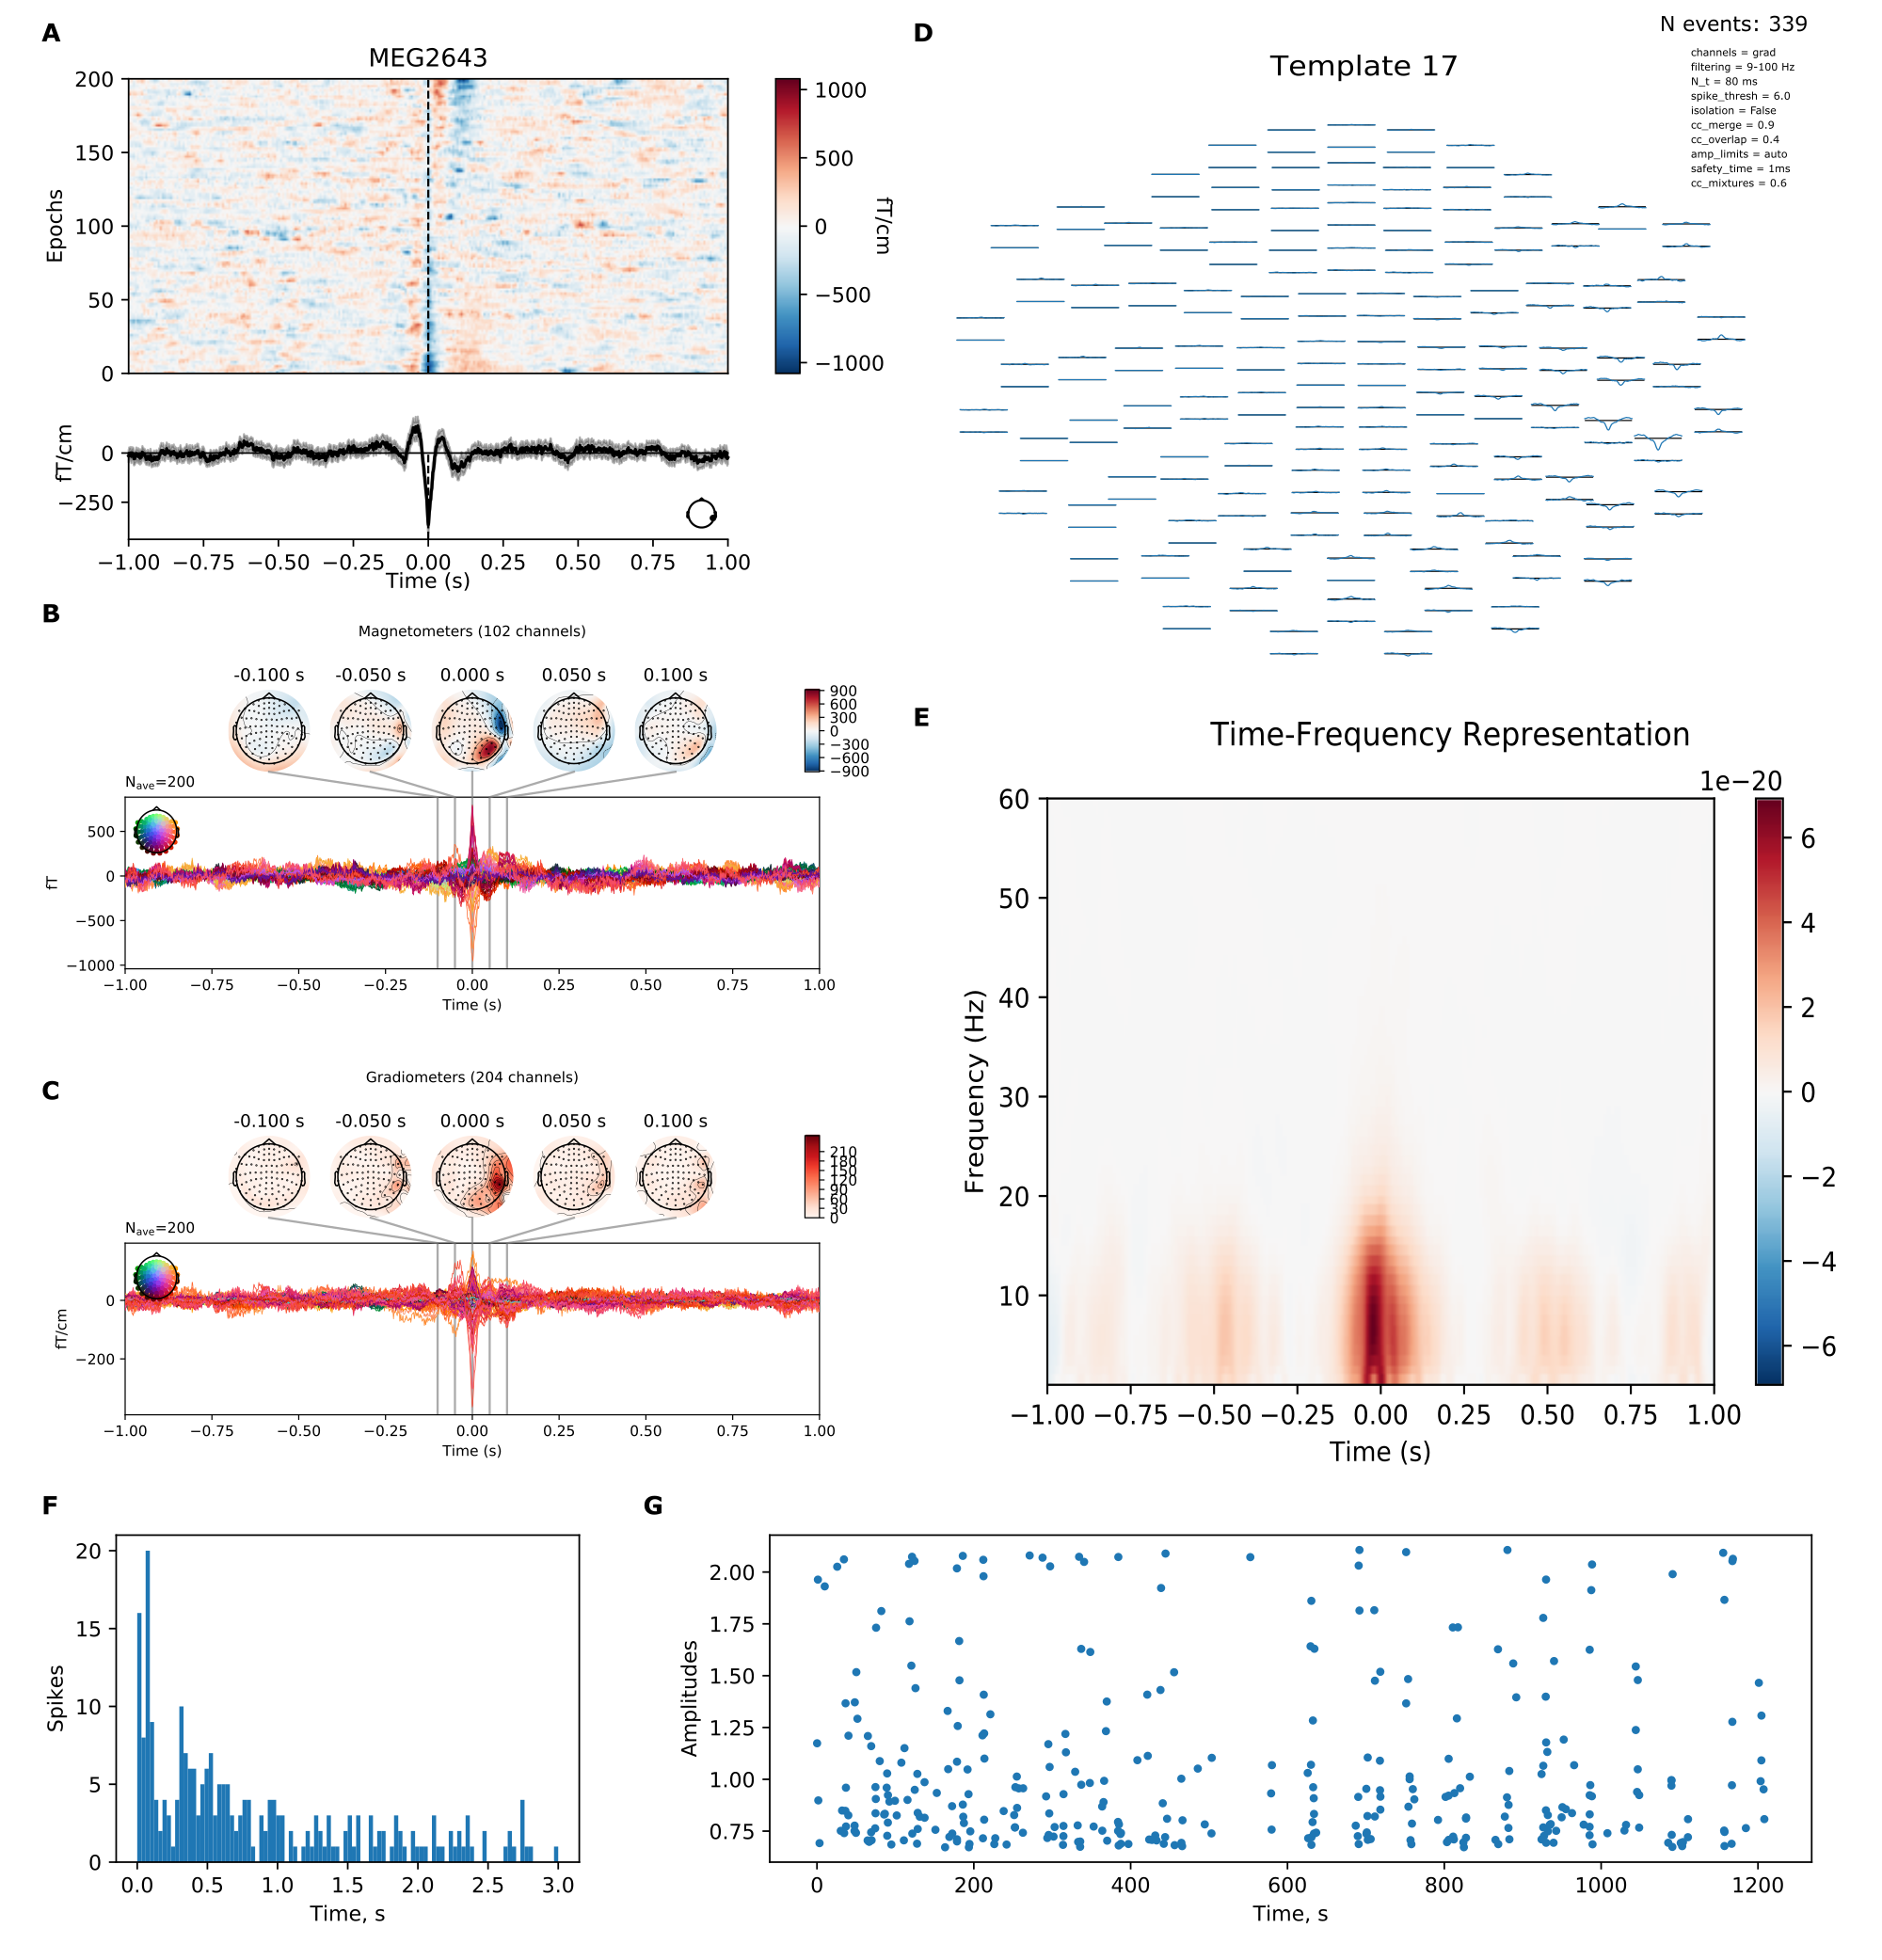 A
MEG2643
200
150
100
50
0
Epochs
1000
500
0
−500
−1000
fT/cm
0
−250
fT/cm
−1.00 −0.75 −0.50 −0.25 0.00 0.25 0.50 0.75 1.00
Time (s)
B
Magnetometers (102 channels)
-0.100 s -0.050 s 0.000 s 0.050 s 0.100 s
900
600
300
0
−300
−600
−900
Nave=200
500
0
−500
−1000
fT
−1.00 −0.75 −0.50 −0.25 0.00 0.25 0.50 0.75 1.00
Time (s)
C
Gradiometers (204 channels)
-0.100 s -0.050 s 0.000 s 0.050 s 0.100 s
210
180
150
120
90
60
30
0
Nave=200
0
−200
fT/cm
−1.00 −0.75 −0.50 −0.25 0.00 0.25 0.50 0.75 1.00
Time (s)
D
Template 17
N events: 339
channels = grad
filtering = 9-100 Hz
N_t = 80 ms
spike_thresh = 6.0
isolation = False
cc_merge = 0.9
cc_overlap = 0.4
amp_limits = auto
safety_time = 1ms
cc_mixtures = 0.6
E
Time-Frequency Representation
1e−20
60
50
40
30
20
10
Frequency (Hz)
6
4
2
0
−2
−4
−6
−1.00 −0.75 −0.50 −0.25 0.00 0.25 0.50 0.75 1.00
Time (s)
F
20
15
10
5
0
Spikes
0.0 0.5 1.0 1.5 2.0 2.5 3.0
Time, s
G
2.00
1.75
1.50
1.25
1.00
0.75
Amplitudes
0 200 400 600 800 1000 1200
Time, s